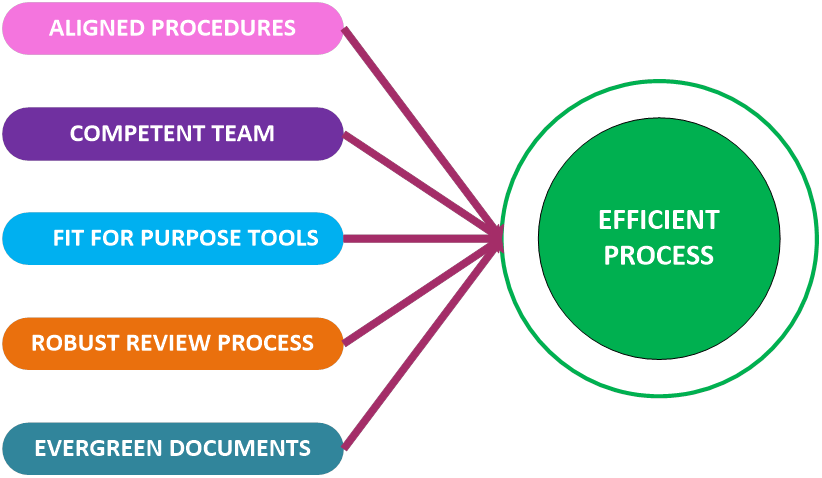 ALIGNED PROCEDURES
COMPETENT TEAM
FIT FOR PURPOSE TOOLS
ROBUST REVIEW PROCESS
EVERGREEN DOCUMENTS
EFFICIENT
PROCESS